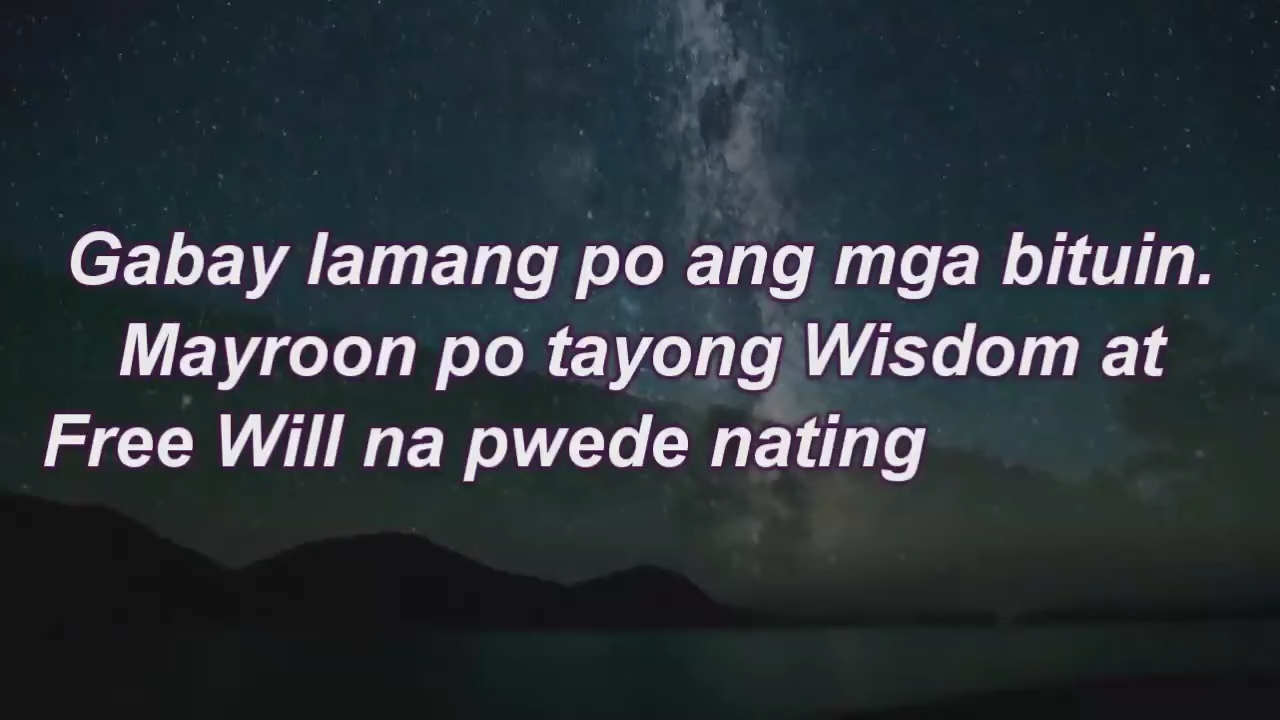 Gabay lamang po ang mga bituin.
Mayroon po tayong Wisdom at
Free Will na pwede nating